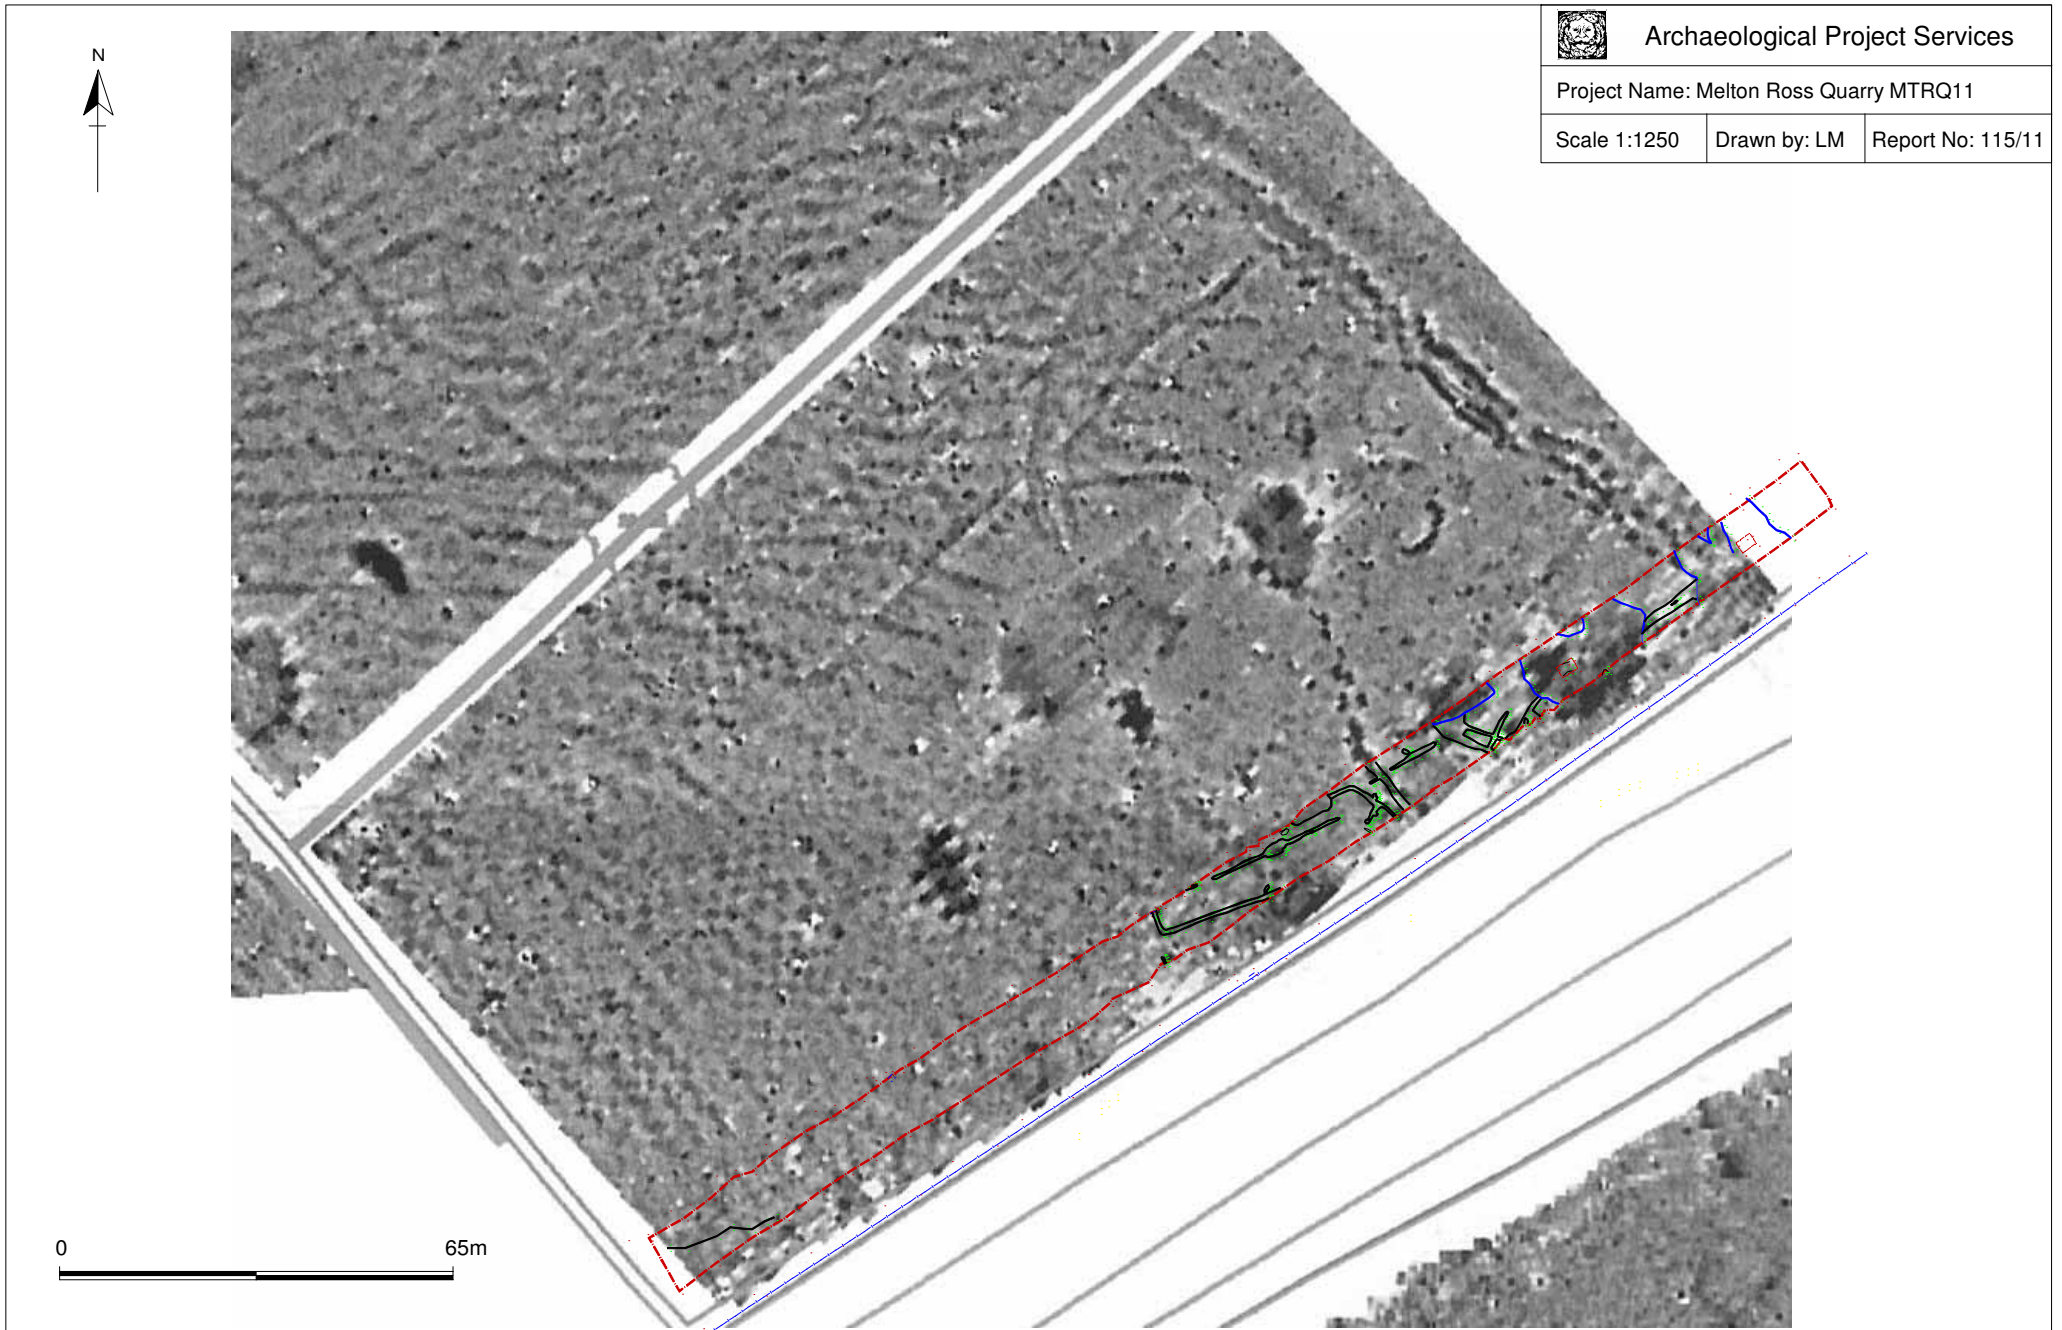 N
Archaeological Project Services
Project Name: Melton Ross Quarry MTRQ11
Scale 1:1250 Drawn by: LM Report No: 115/11
0 65m